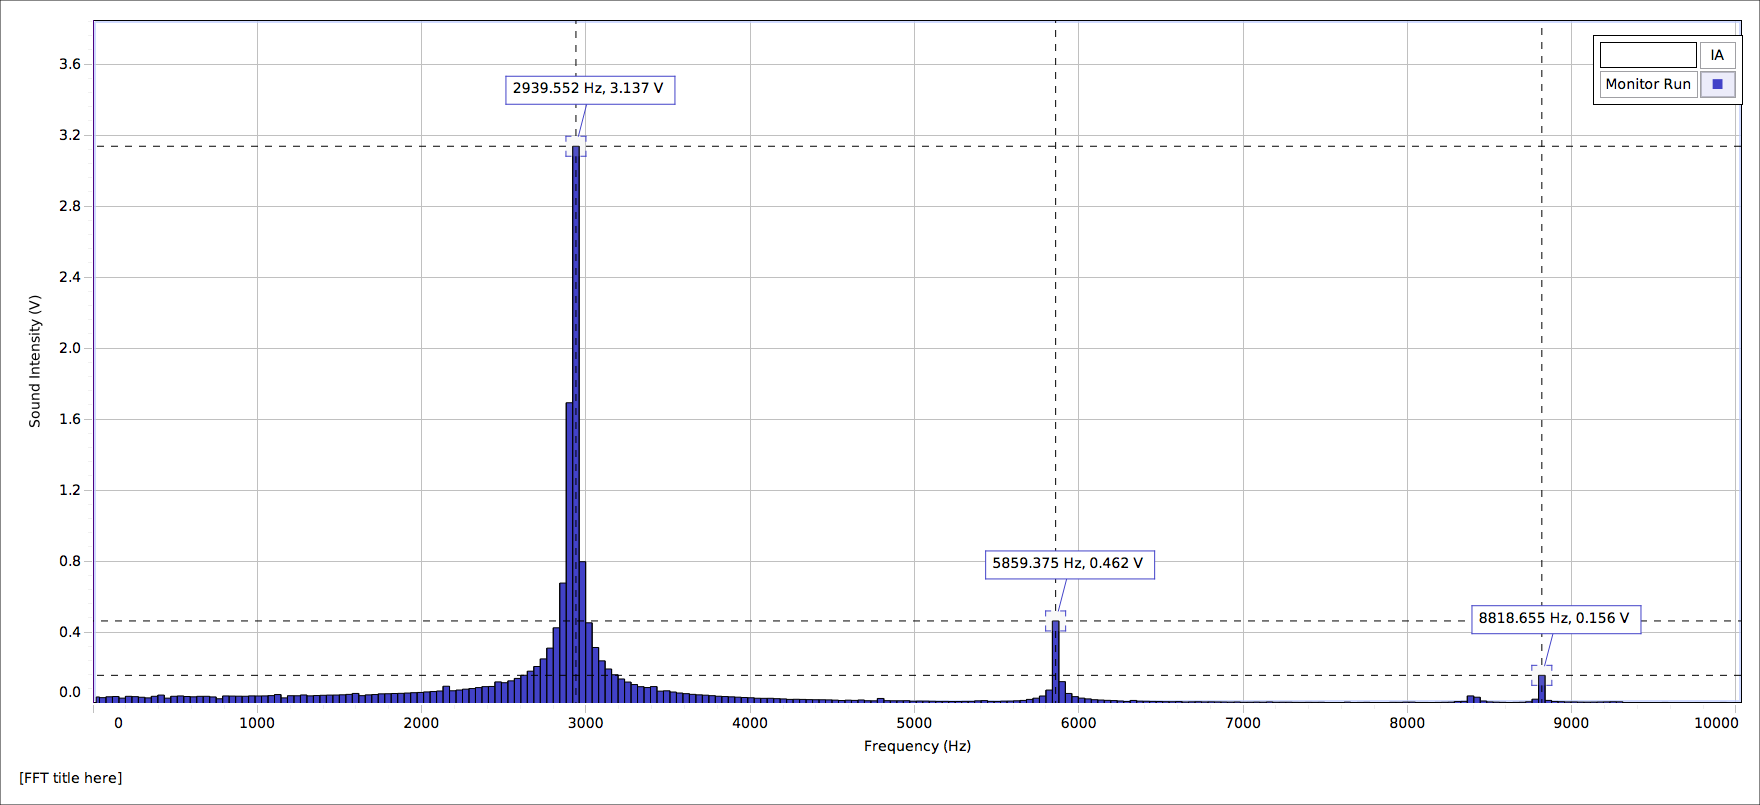 IA
Monitor Run
2939.552 Hz, 3.137 V
5859.375 Hz, 0.462 V
8818.655 Hz, 0.156 V
Sound Intensity (V)
3.6
3.2
2.8
2.4
2.0
1.6
1.2
0.8
0.4
0.0
0 1000 2000 3000 4000 5000 6000 7000 8000 9000 10000
Frequency (Hz)
[FFT title here]